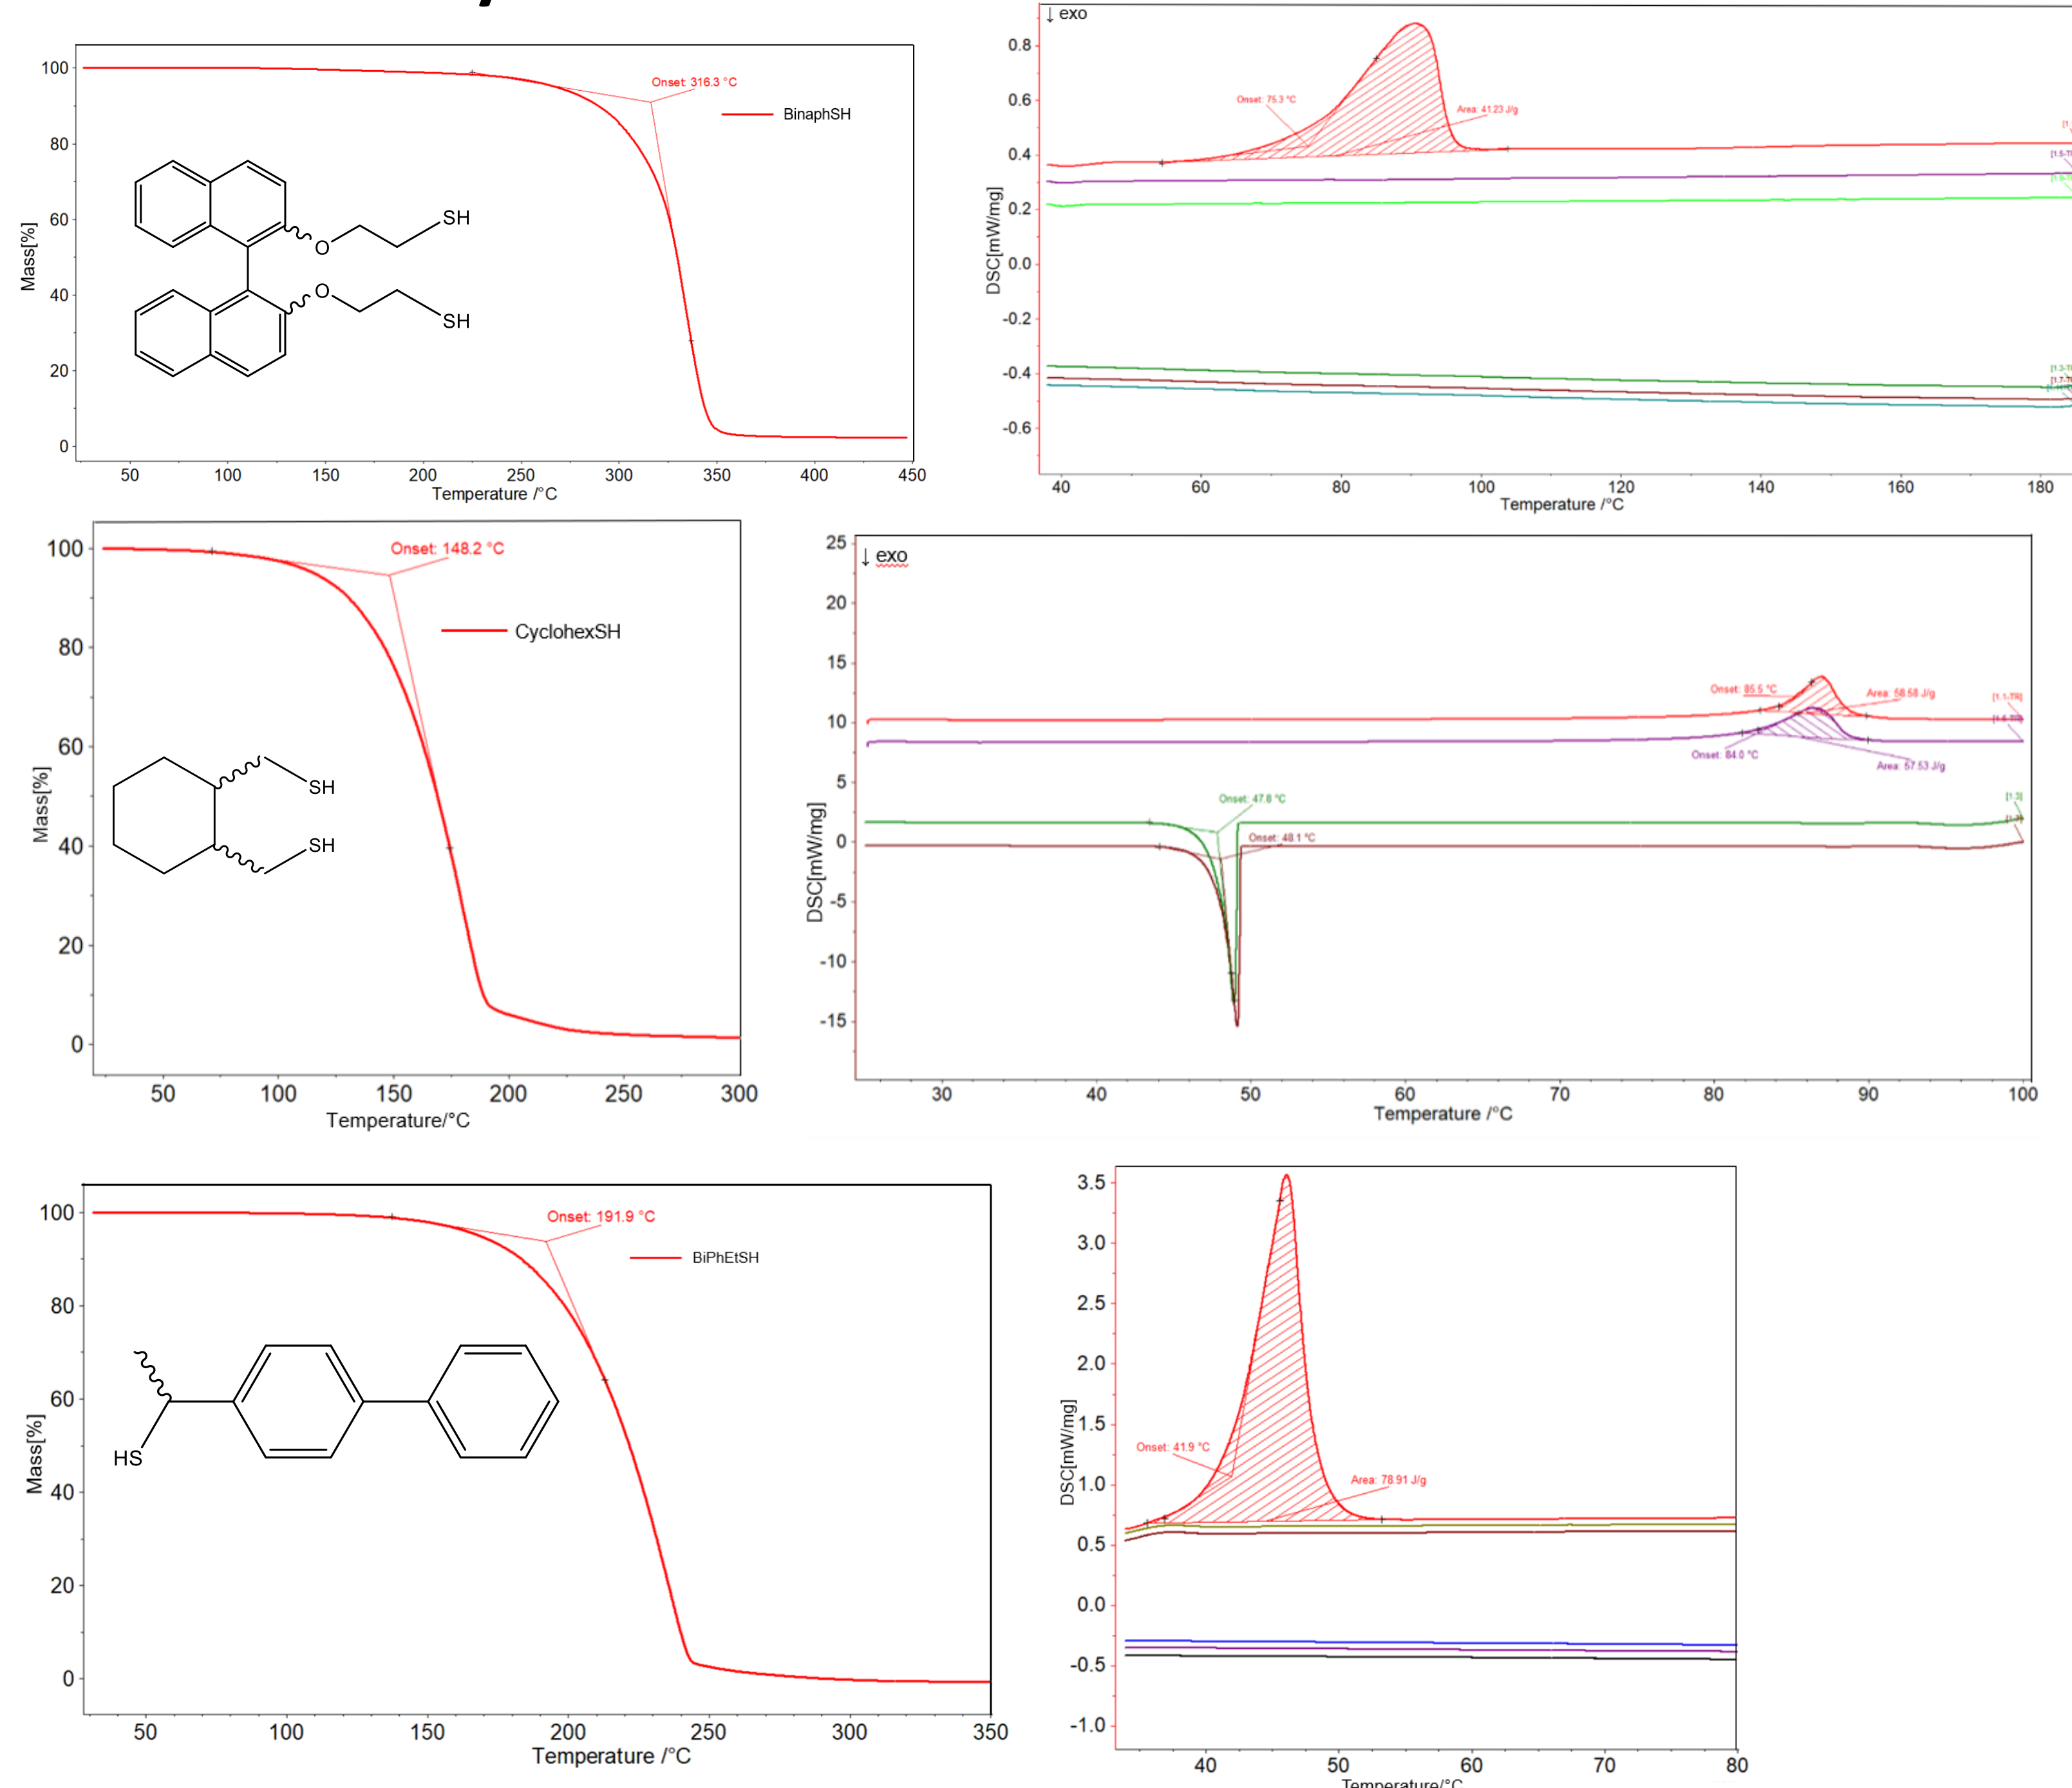 ↓ exo
100
80
60
40
20
0
Mass[%]
Onset: 316.3 °C
BinaphSH
O
SH
O
SH
50 100 150 200 250 300 350 400 450
Temperature /°C
0.8
0.6
0.4
0.2
0.0
-0.2
-0.4
-0.6
DSC[mW/mg]
Onset: 75.3 °C
Area: 41.23 J/g
40 60 80 100 120 140 160 180
Temperature /°C
100
80
60
40
20
0
Mass[%]
Onset: 148.2 °C
CyclohexSH
SH
SH
50 100 150 200 250 300
Temperature/°C
↓ exo
25
20
15
10
5
0
-5
-10
-15
DSC[mW/mg]
Onset: 85.5 °C
Area: 58.58 J/g
[1.1-TR]
Onset: 84.0 °C
Area: 57.53 J/g
Onset: 47.8 °C
[1.3]
Onset: 48.1 °C
30 40 50 60 70 80 90 100
Temperature /°C
100
80
60
40
20
0
Mass[%]
Onset: 191.9 °C
BiPhEtSH
HS
50 100 150 200 250 300 350
Temperature /°C
3.5
3.0
2.5
2.0
1.5
1.0
0.5
0.0
-0.5
-1.0
DSC[mW/mg]
Onset: 41.9 °C
Area: 78.91 J/g
40 50 60 70 80
Temperature/°C